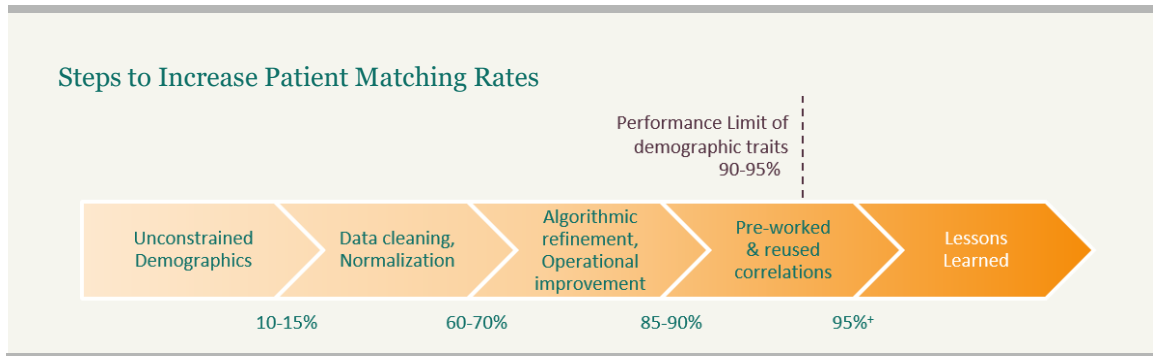 Steps to Increase Patient Matching Rates
Performance Limit of
demographic traits
90-95%
Unconstrained
Demographics
Data cleaning,
Normalization
Algorithmic
refinement,
Operational
improvement
Pre-worked
& reused
correlations
Lessons
Learned
10-15%
60-70%
85-90%
95%⁺